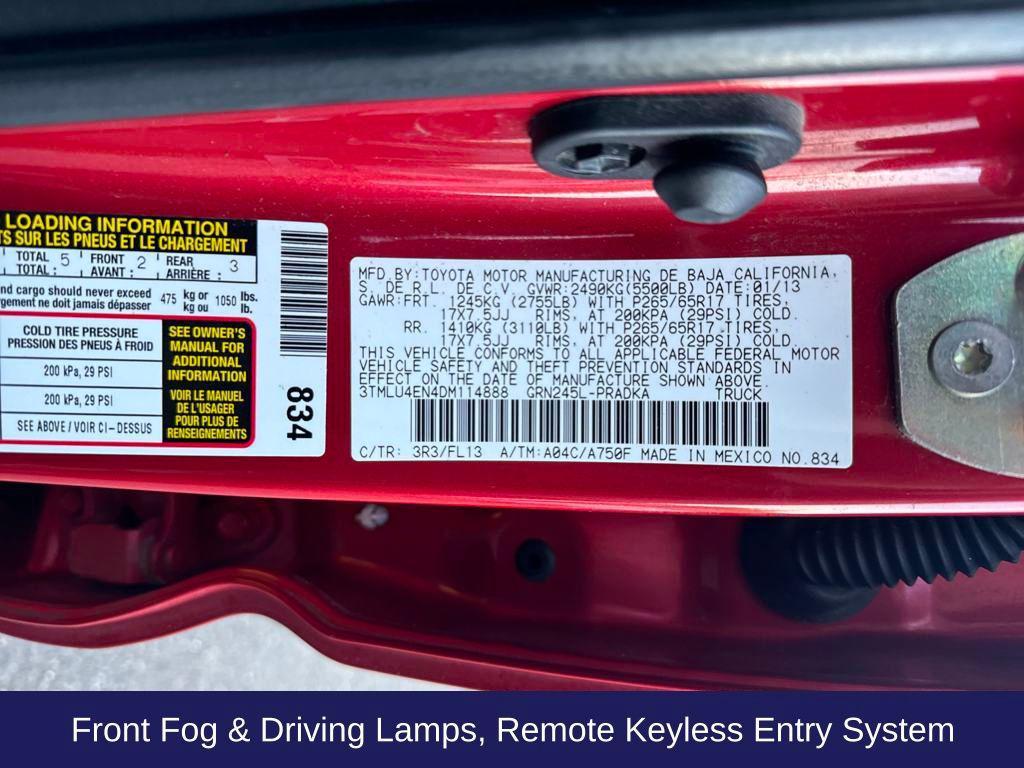 LOADING INFORMATION
SUR LES PNEUS ET LE CHARGEMENT
TOTAL 5 FRONT 2 REAR 3
TOTAL : AVANT : ARRIÈRE :
and cargo should never exceed 475 kg or 1050 lbs.
ne doit jamais dépasser kg ou lb.
COLD TIRE PRESSURE
PRESSION DES PNEUS À FROID
200 kPa, 29 PSI
200 kPa, 29 PSI
SEE ABOVE / VOIR CI-DESSUS
SEE OWNER'S
MANUAL FOR
ADDITIONAL
INFORMATION
VOIR LE MANUEL
DE L'USAGER
POUR PLUS DE
RENSEIGNEMENTS
834
MFD.BY:TOYOTA MOTOR MANUFACTURING DE BAJA CALIFORNIA,
S. DE R.L. DE C.V. GVWR:2490KG(5500LB) DATE:01/13
GAWR:FRT. 1245KG (2755LB) WITH P265/65R17 TIRES,
17X7.5JJ RIMS, AT 200KPA (29PSI) COLD.
RR. 1410KG (3110LB) WITH P265/65R17 TIRES,
17X7.5JJ RIMS, AT 200KPA (29PSI) COLD.
THIS VEHICLE CONFORMS TO ALL APPLICABLE FEDERAL MOTOR
VEHICLE SAFETY AND THEFT PREVENTION STANDARDS IN
EFFECT ON THE DATE OF MANUFACTURE SHOWN ABOVE.
3TMLU4EN4DM114888 GRN245L-PRADKA TRUCK
C/TR: 3R3/FL13 A/TM:A04C/A750F MADE IN MEXICO NO.834
Front Fog & Driving Lamps, Remote Keyless Entry System